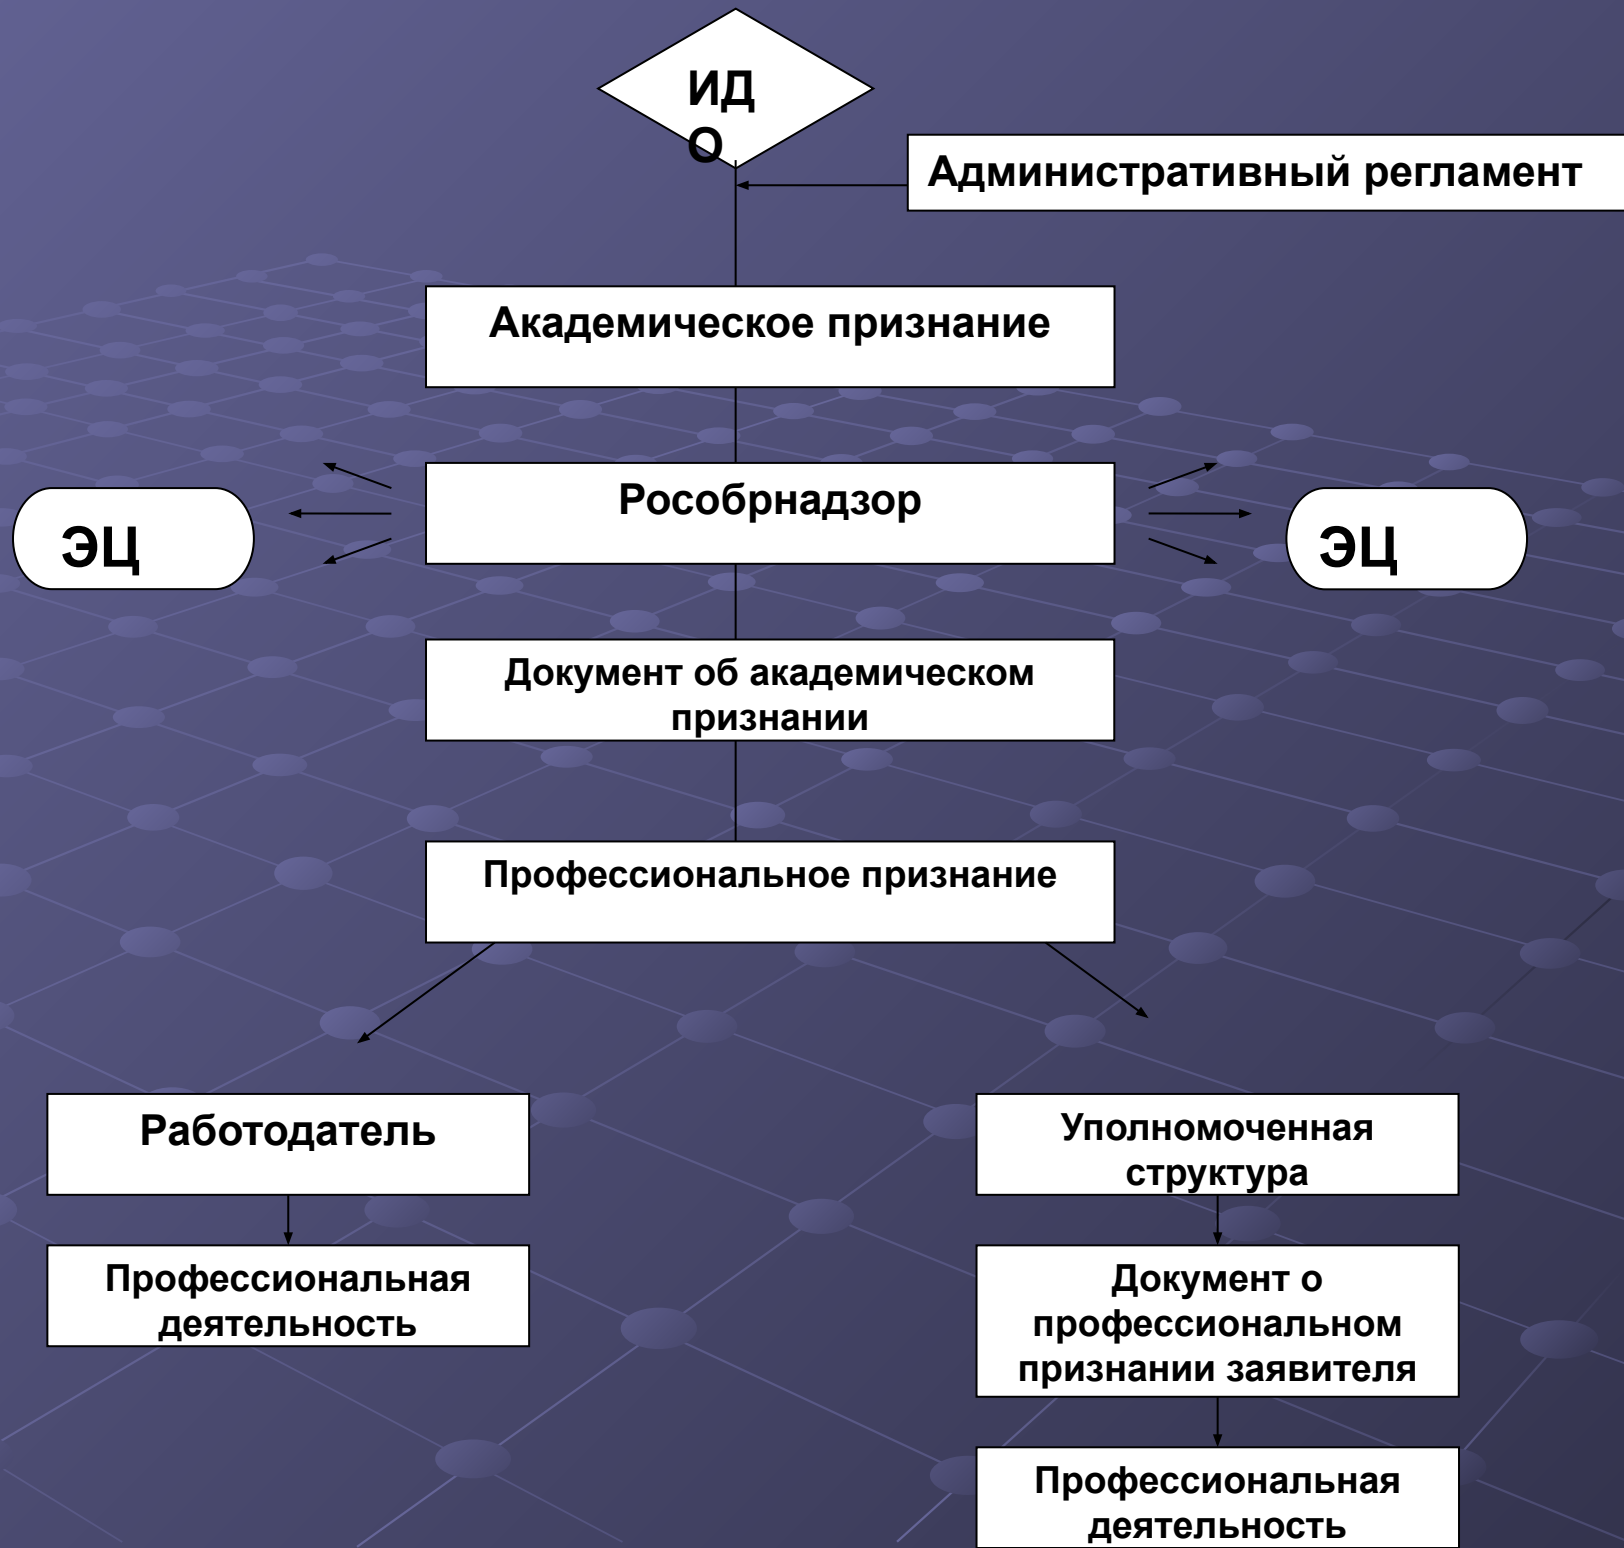 ИД
О
Административный регламент
Академическое признание
Рособрнадзор
ЭЦ
ЭЦ
Документ об академическом
признании
Профессиональное признание
Работодатель
Уполномоченная
структура
Профессиональная
деятельность
Документ о
профессиональном
признании заявителя
Профессиональная
деятельность